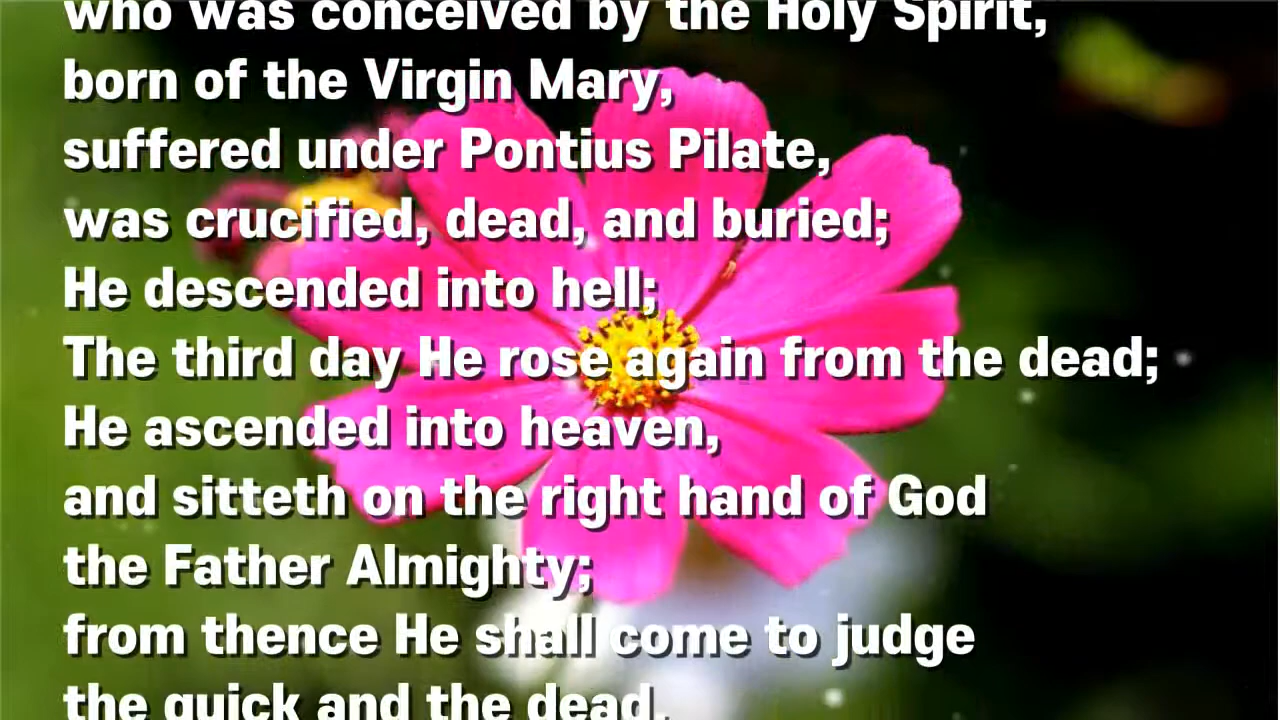 who was conceived by the Holy Spirit,
born of the Virgin Mary,
suffered under Pontius Pilate,
was crucified, dead, and buried;
He descended into hell;
The third day He rose again from the dead;
He ascended into heaven,
and sitteth on the right hand of God
the Father Almighty;
from thence He shall come to judge
the quick and the dead.